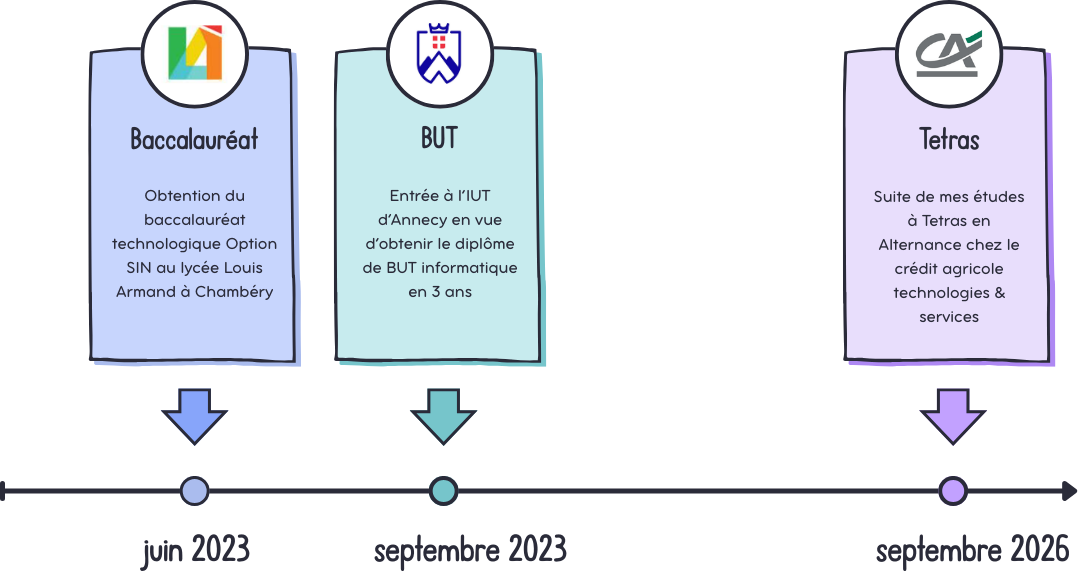 Baccalauréat
Obtention du
baccalauréat
technologique Option
SIN au lycée Louis
Armand à Chambéry
juin 2023
BUT
Entrée à l'IUT
d'Annecy en vue
d'obtenir le diplôme
de BUT informatique
en 3 ans
septembre 2023
CA
Tetras
Suite de mes études
à Tetras en
Alternance chez le
crédit agricole
technologies &
services
septembre 2026